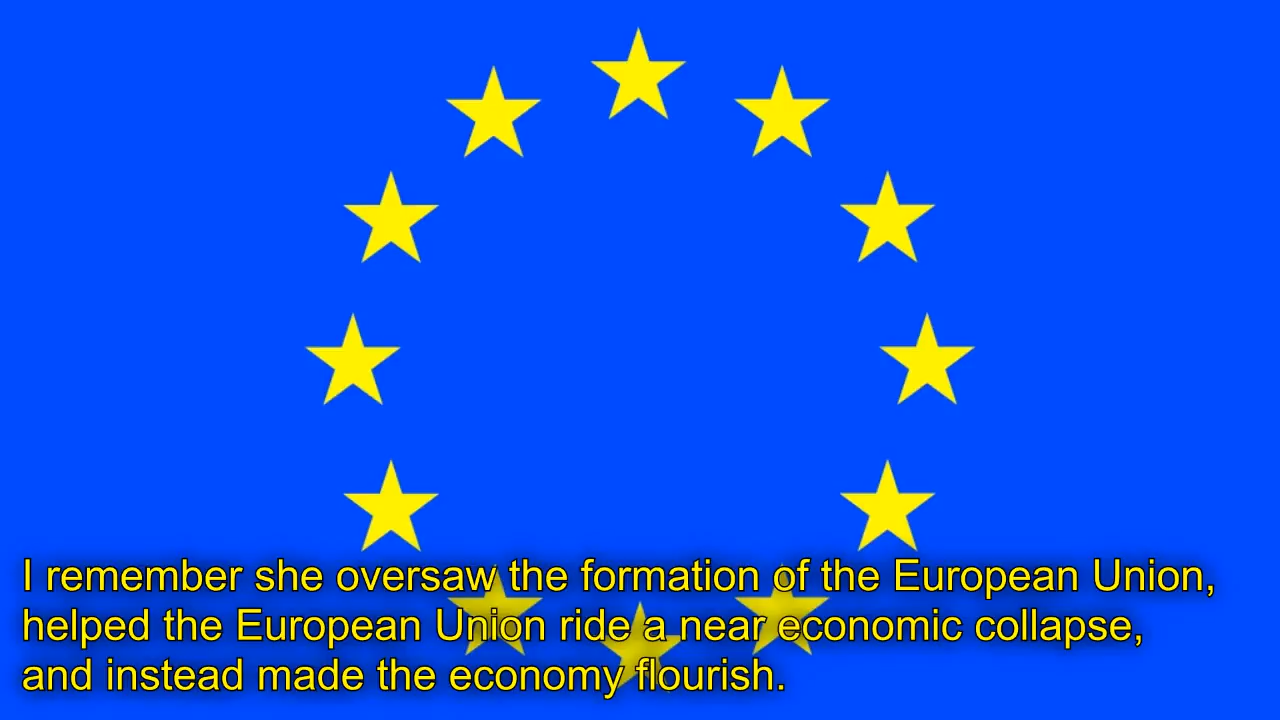 I remember she oversaw the formation of the European Union,
helped the European Union ride a near economic collapse,
and instead made the economy flourish.